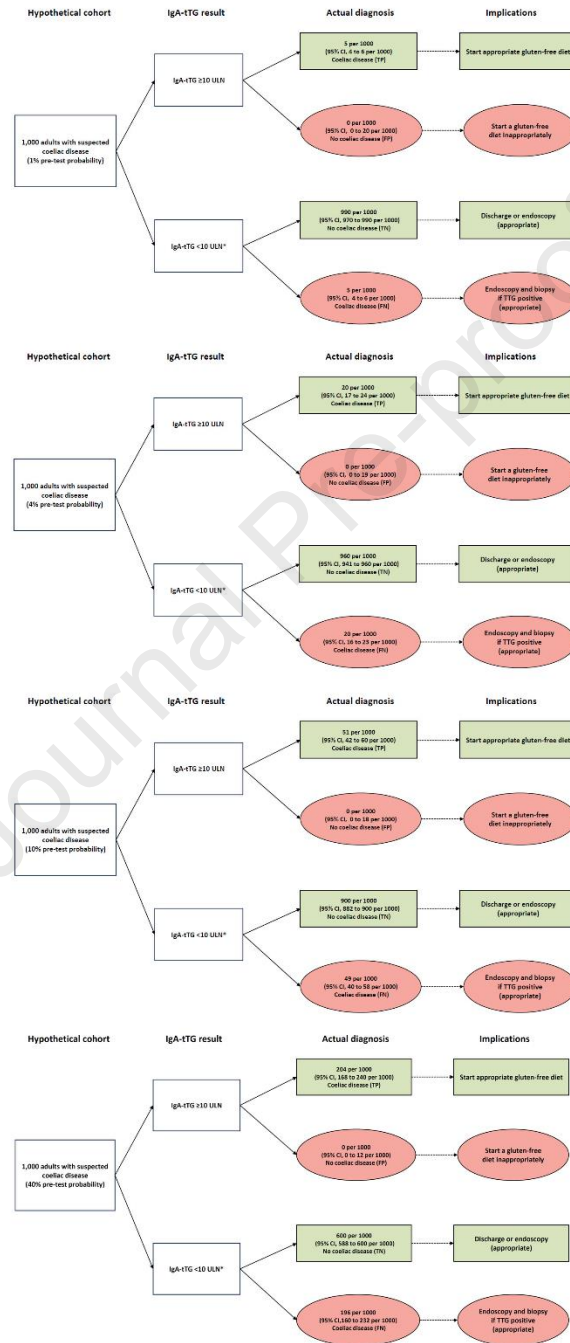 Hypothetical cohort
IgA-tTG result
Actual diagnosis
Implications
1,000 adults with suspected
coeliac disease
(1% pre-test probability)
IgA-tTG ≥10 ULN
5 per 1000
(95% CI, 4 to 6 per 1000)
Coeliac disease (TP)
Start appropriate gluten-free diet
0 per 1000
(95% CI, 0 to 20 per 1000)
No coeliac disease (FP)
Start a gluten-free
diet inappropriately
IgA-tTG <10 ULN*
990 per 1000
(95% CI, 970 to 990 per 1000)
No coeliac disease (TN)
Discharge or endoscopy
(appropriate)
per 1000
(95% CI, 4 to 6 per 1000)
Coeliac disease (FN)
Endoscopy and biopsy
if TTG positive
(appropriate)
Hypothetical cohort
IgA-tTG result
Actual diagnosis
Implications
1,000 adults with suspected
coeliac disease
(4% pre-test probability)
IgA-tTG ≥10 ULN
20 per 1000
(95% CI, 17 to 24 per 1000)
Coeliac disease (TP)
Start appropriate gluten-free diet
0 per 1000
(95% CI, 0 to 19 per 1000)
No coeliac disease (FP)
Start a gluten-free
diet inappropriately
IgA-tTG <10 ULN*
960 per 1000
(95% CI, 941 to 960 per 1000)
No coeliac disease (TN)
Discharge or endoscopy
(appropriate)
per 1000
(95% CI, 16 to 23 per 1000)
Coeliac disease (FN)
Endoscopy and biopsy
if TTG positive
(appropriate)
Hypothetical cohort
IgA-tTG result
Actual diagnosis
Implications
1,000 adults with suspected
coeliac disease
(10% pre-test probability)
IgA-tTG ≥10 ULN
51 per 1000
(95% CI, 42 to 60 per 1000)
Coeliac disease (TP)
Start appropriate gluten-free diet
0 per 1000
(95% CI, 0 to 18 per 1000)
No coeliac disease (FP)
Start a gluten-free
diet inappropriately
IgA-tTG <10 ULN*
900 per 1000
(95% CI, 882 to 900 per 1000)
No coeliac disease (TN)
Discharge or endoscopy
(appropriate)
49 per 1000
(95% CI, 40 to 58 per 1000)
Coeliac disease (FN)
Endoscopy and biopsy
if TTG positive
(appropriate)
Hypothetical cohort
IgA-tTG result
Actual diagnosis
Implications
1,000 adults with suspected
coeliac disease
(40% pre-test probability)
IgA-tTG ≥10 ULN
204 per 1000
(95% CI, 168 to 240 per 1000)
Coeliac disease (TP)
Start appropriate gluten-free diet
0 per 1000
(95% CI, 0 to 12 per 1000)
No coeliac disease (FP)
Start a gluten-free
diet inappropriately
IgA-tTG <10 ULN*
600 per 1000
(95% CI, 588 to 600 per 1000)
No coeliac disease (TN)
Discharge or endoscopy
(appropriate)
196 per 1000
(95% CI,160 to 232 per 1000)
Coeliac disease (FN)
Endoscopy and biopsy
if TTG positive
(appropriate)
Journal Pre-proof